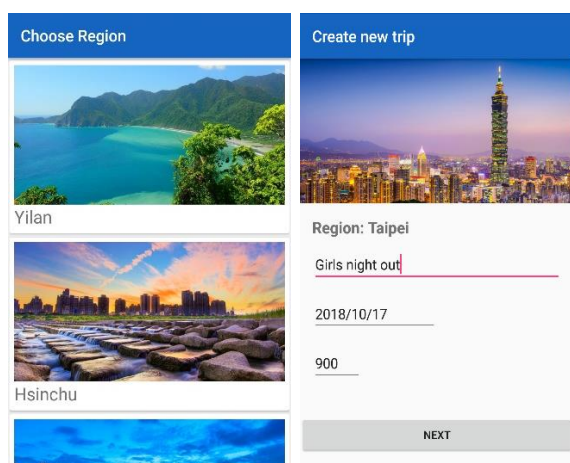 Choose Region
Yilan
Hsinchu
Create new trip
Region: Taipei
Girls night out
2018/10/17
900
NEXT